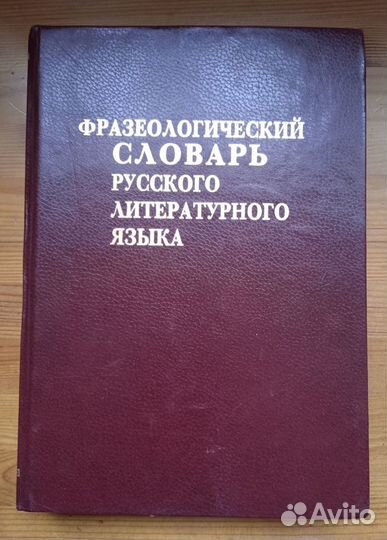 ФРАЗЕОЛОГИЧЕСКИЙ
СЛОВАРЬ
РУССКОГО
ЛИТЕРАТУРНОГО
ЯЗЫКА
Avito